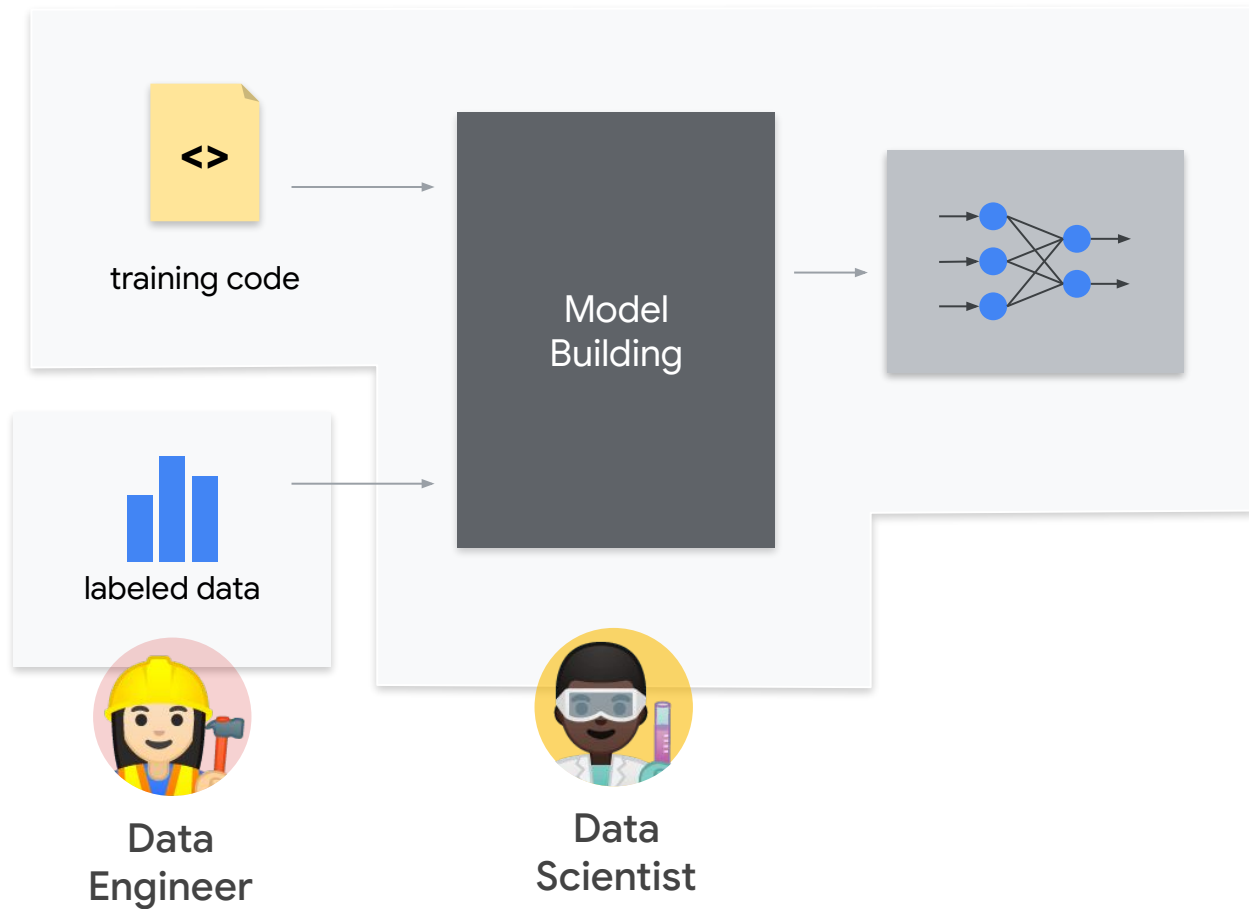 <>
training code
Model
Building
labeled data
Data
Engineer
Data
Scientist